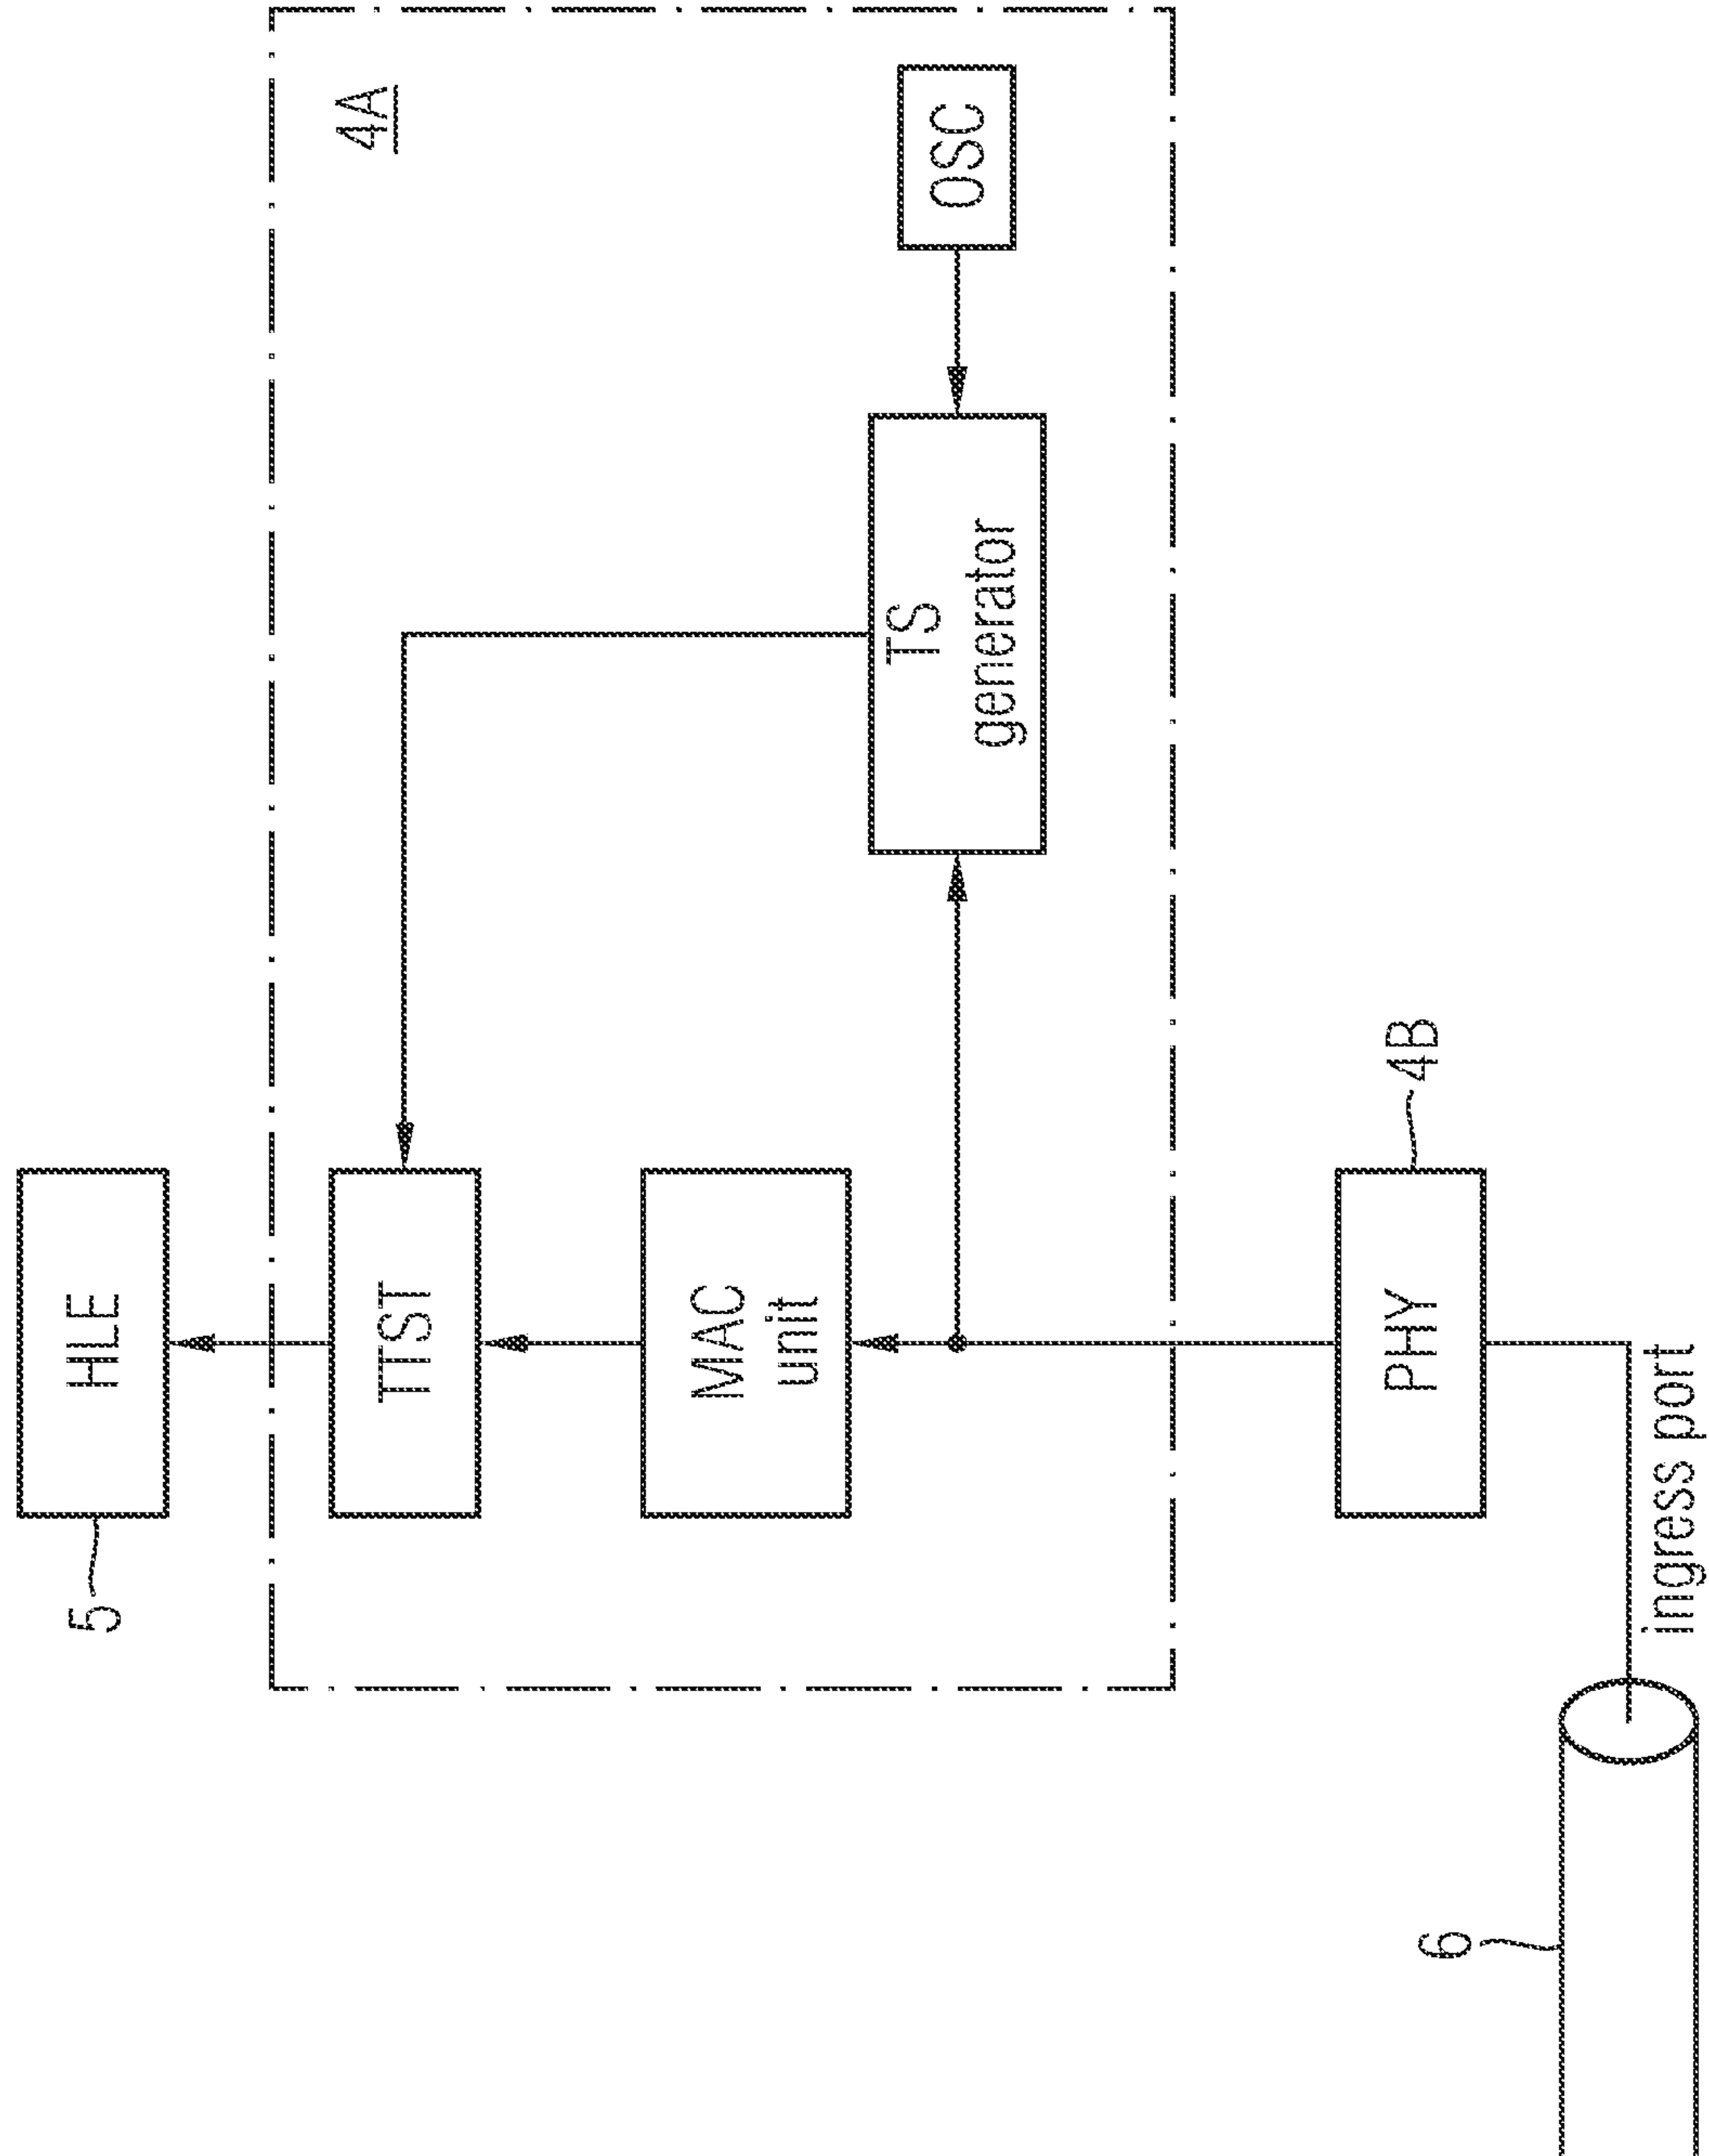 4A
OSC
TS
generator
HLE
5
TTST
MAC
unit
PHY
4B
ingress port
6